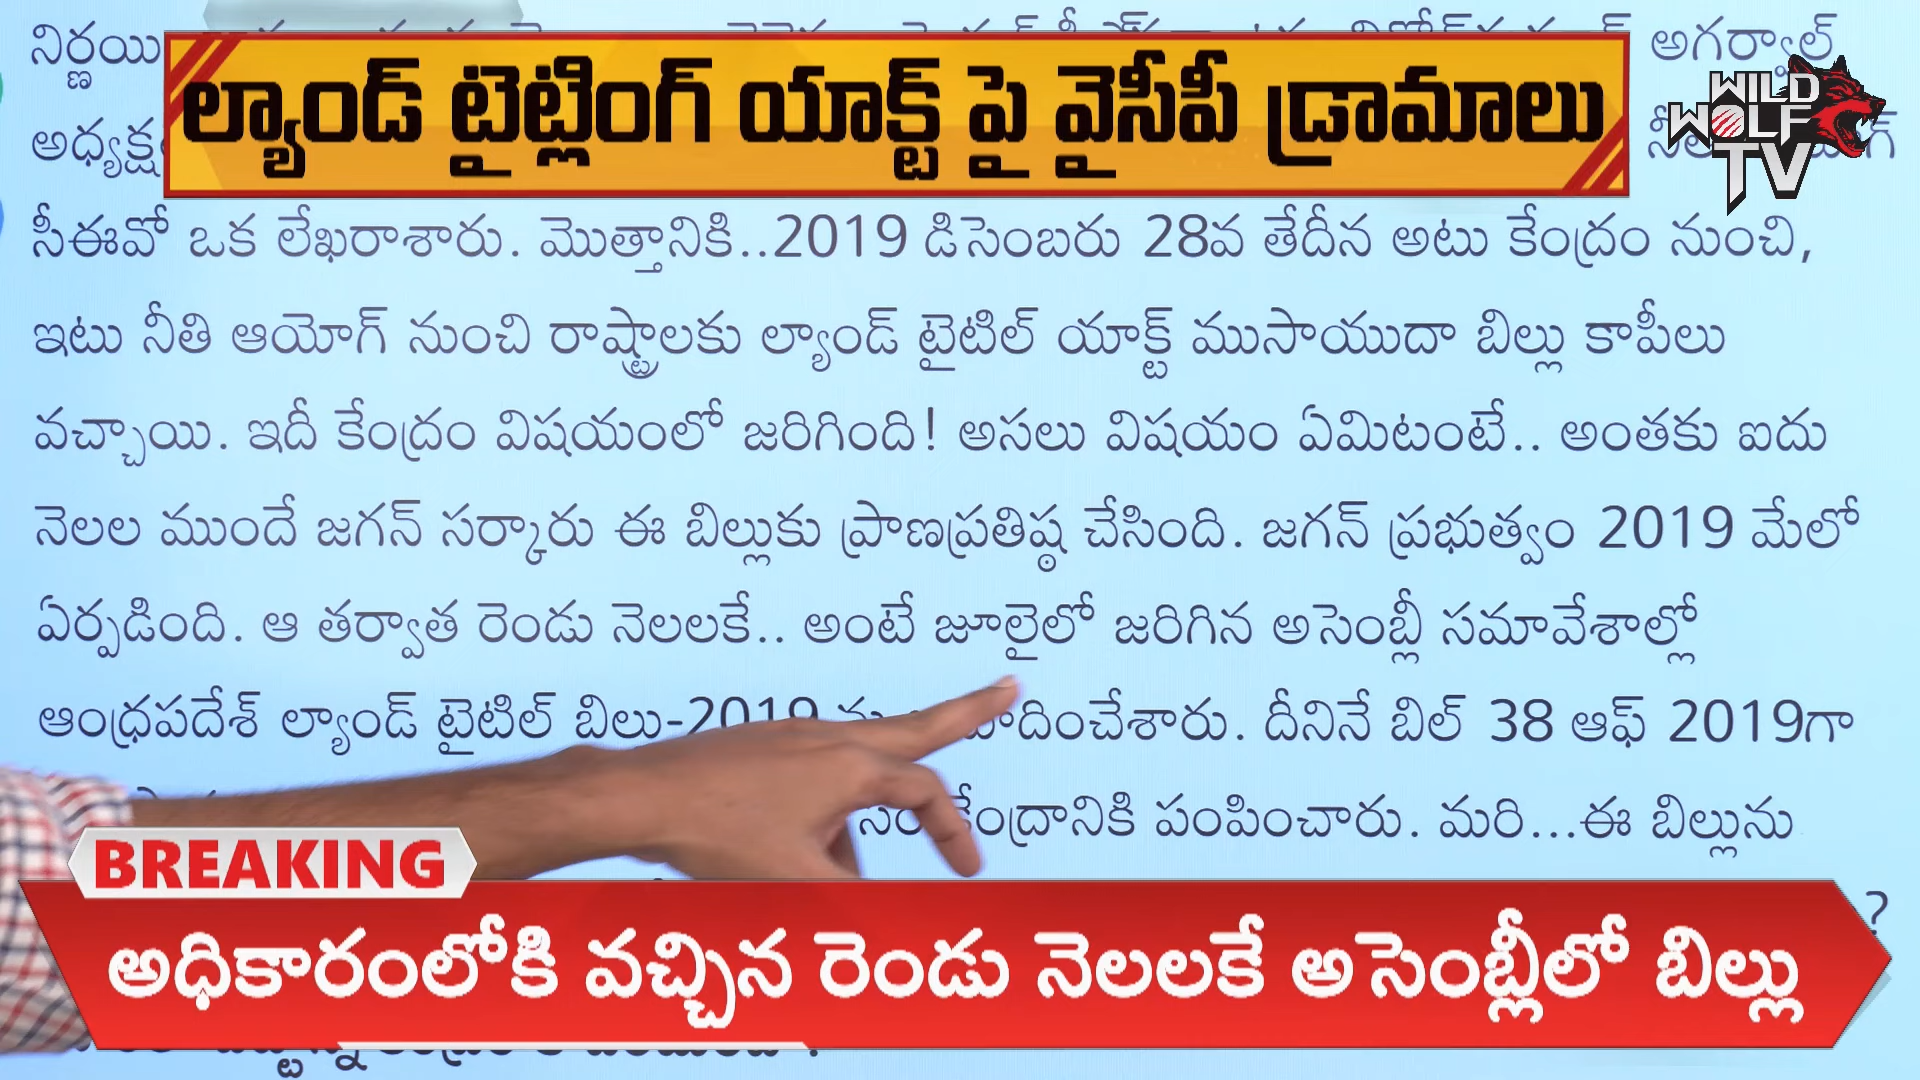 నిర్ణయి
అగర్వాల్
ల్యాండ్ టైట్లింగ్ యాక్ట్ పై వైసీపీ డ్రామాలు
WILD
WOLF
TV
సీఈవో ఒక లేఖరాశారు. మొత్తానికి..2019 డిసెంబరు 28వ తేదీన అటు కేంద్రం నుంచి,
ఇటు నీతి ఆయోగ్ నుంచి రాష్ట్రాలకు ల్యాండ్ టైటిల్ యాక్ట్ ముసాయుదా బిల్లు కాపీలు
వచ్చాయి. ఇదీ కేంద్రం విషయంలో జరిగింది! అసలు విషయం ఏమిటంటే.. అంతకు ఐదు
నెలల ముందే జగన్ సర్కారు ఈ బిల్లుకు ప్రాణప్రతిష్ఠ చేసింది. జగన్ ప్రభుత్వం 2019 మేలో
ఏర్పడింది. ఆ తర్వాత రెండు నెలలకే.. అంటే జూలైలో జరిగిన అసెంబ్లీ సమావేశాల్లో
ఆంధ్రపదేశ్ ల్యాండ్ టైటిల్ బిలు-2019 దీనినే బిల్ 38 ఆఫ్ 2019గా
కేంద్రానికి పంపించారు. మరి...ఈ బిల్లును
BREAKING
అధికారంలోకి వచ్చిన రెండు నెలలకే అసెంబ్లీలో బిల్లు